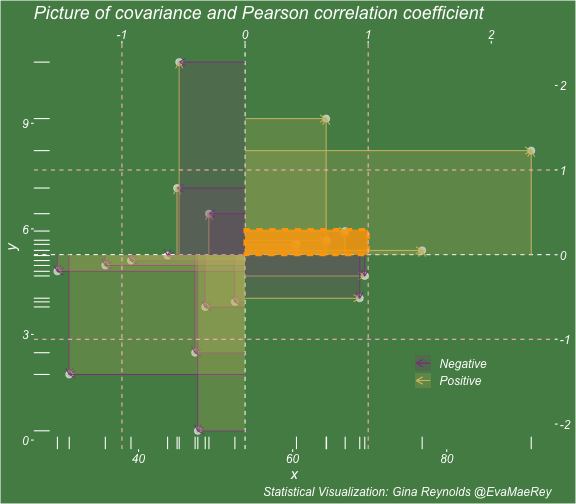 Picture of covariance and Pearson correlation coefficient
-1 0 1 2
2
9
1
6
0
y
3
-1
Negative
Positive
-2
0
40 60 80
x
Statistical Visualization: Gina Reynolds @EvaMaeRey